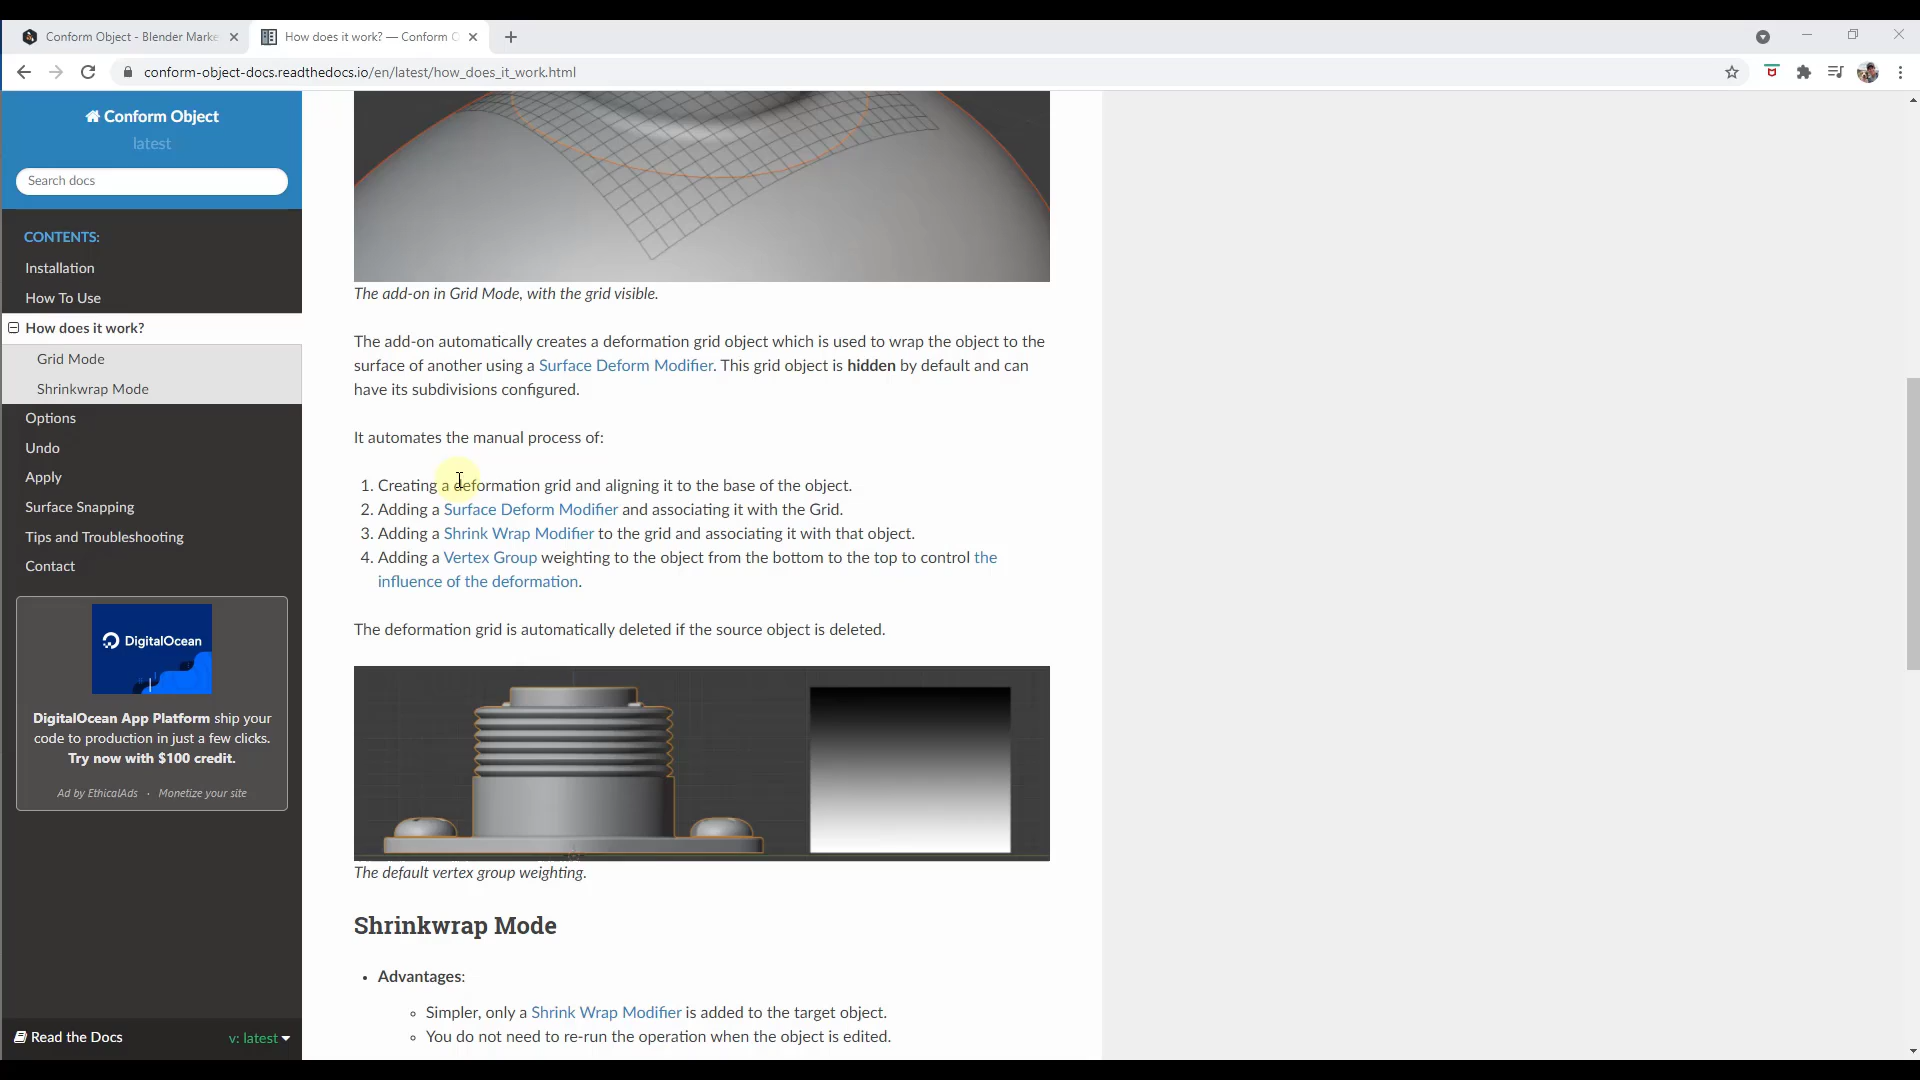 Conform Object - Blender Marke
How does it work? — Conform O
conform-object-docs.readthedocs.io/en/latest/how_does_it_work.html
Conform Object
latest
Search docs
CONTENTS:
Installation
How To Use
How does it work?
Grid Mode
Shrinkwrap Mode
Options
Undo
Apply
Surface Snapping
Tips and Troubleshooting
Contact
DigitalOcean
DigitalOcean App Platform ship your
code to production in just a few clicks.
Try now with $100 credit.
Ad by EthicalAds · Monetize your site
Read the Docs
v: latest
The add-on in Grid Mode, with the grid visible.
The add-on automatically creates a deformation grid object which is used to wrap the object to the
surface of another using a Surface Deform Modifier. This grid object is hidden by default and can
have its subdivisions configured.
It automates the manual process of:
1. Creating a deformation grid and aligning it to the base of the object.
2. Adding a Surface Deform Modifier and associating it with the Grid.
3. Adding a Shrink Wrap Modifier to the grid and associating it with that object.
4. Adding a Vertex Group weighting to the object from the bottom to the top to control the
influence of the deformation.
The deformation grid is automatically deleted if the source object is deleted.
The default vertex group weighting.
Shrinkwrap Mode
• Advantages:
◦ Simpler, only a Shrink Wrap Modifier is added to the target object.
◦ You do not need to re-run the operation when the object is edited.